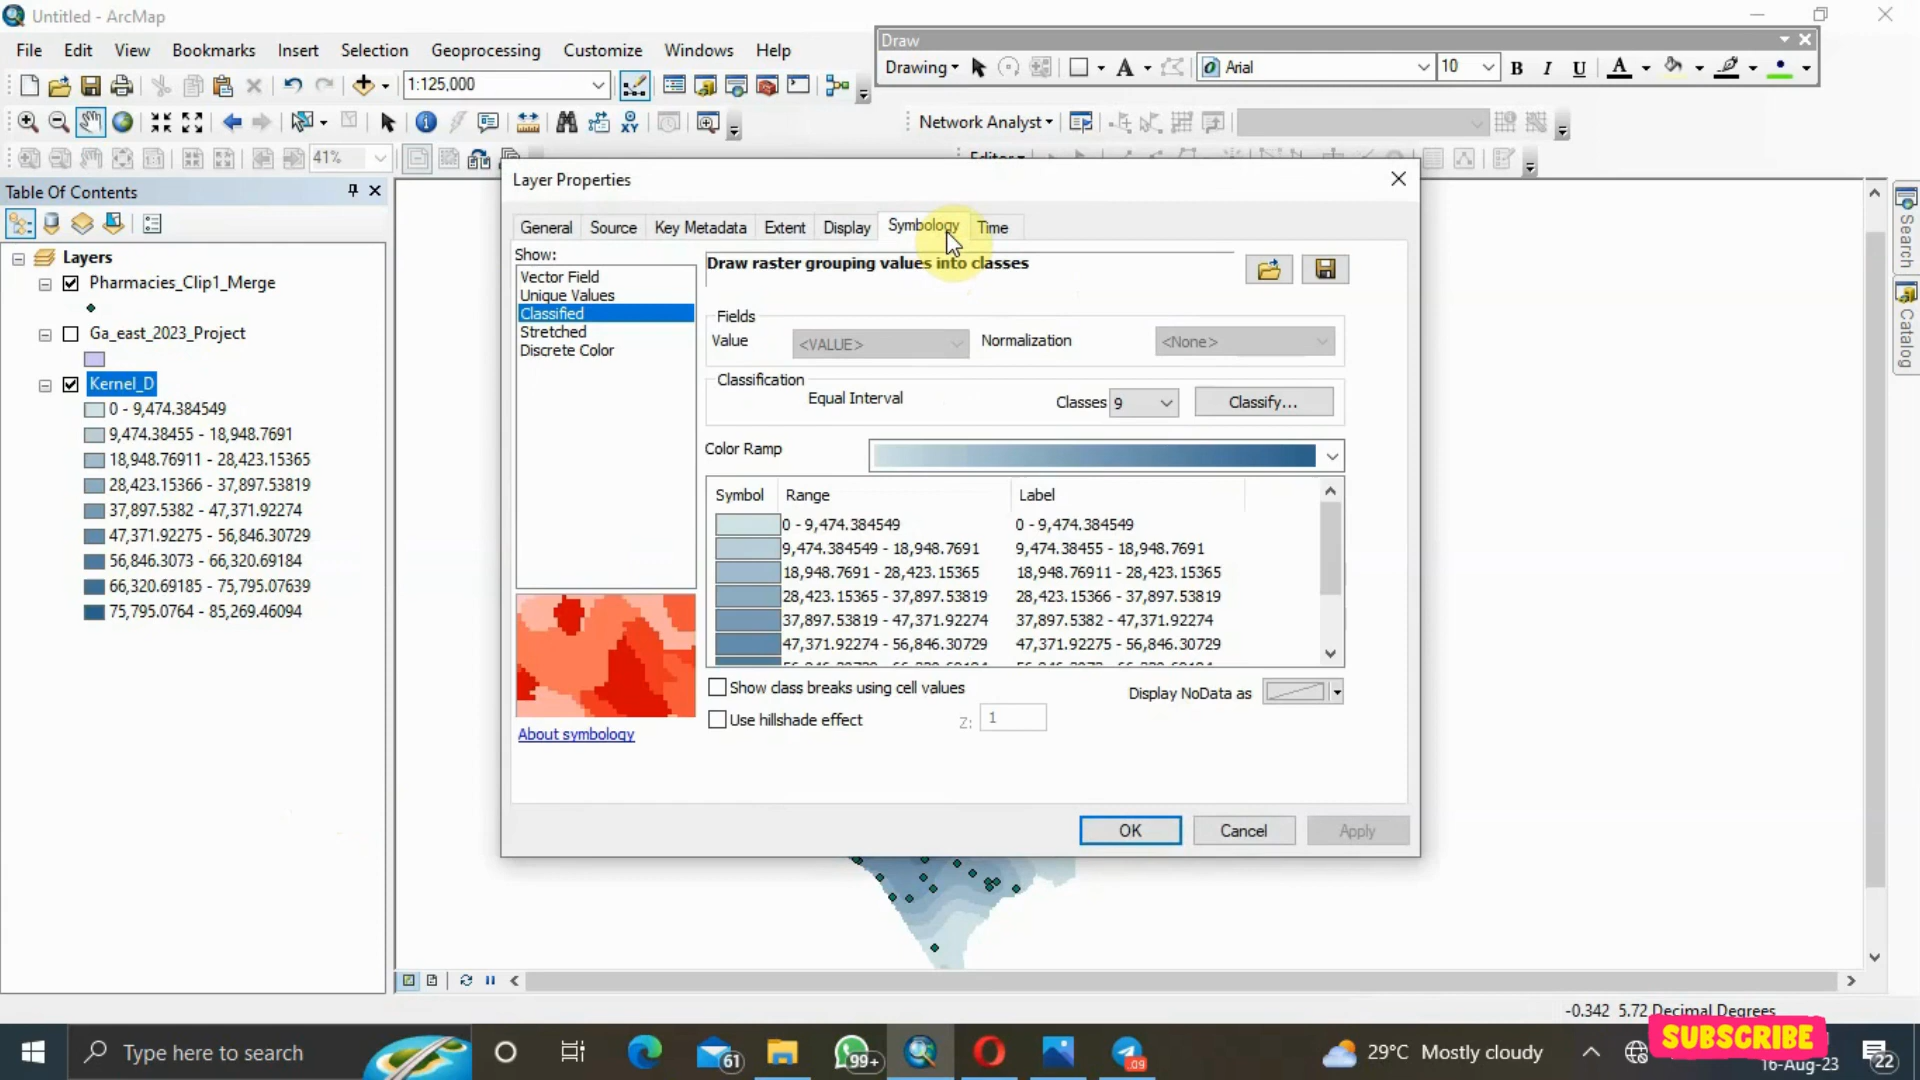 Untitled - ArcMap
File Edit View Bookmarks Insert Selection Geoprocessing Customize Windows Help
Draw
Drawing Arial 10 B I U A
1:125,000
Network Analyst
41%
Table Of Contents
Layers
Pharmacies_Clip1_Merge
Ga_east_2023_Project
Kernel_D
0 - 9,474.384549
9,474.38455 - 18,948.7691
18,948.76911 - 28,423.15365
28,423.15366 - 37,897.53819
37,897.5382 - 47,371.92274
47,371.92275 - 56,846.30729
56,846.3073 - 66,320.69184
66,320.69185 - 75,795.07639
75,795.0764 - 85,269.46094
Layer Properties
General Source Key Metadata Extent Display Symbology Time
Show:
Vector Field
Unique Values
Classified
Stretched
Discrete Color
About symbology
Draw raster grouping values into classes
Fields
Value <VALUE> Normalization <None>
Classification
Equal Interval Classes 9 Classify...
Color Ramp
Symbol Range Label
0 - 9,474.384549 0 - 9,474.384549
9,474.384549 - 18,948.7691 9,474.38455 - 18,948.7691
18,948.7691 - 28,423.15365 18,948.76911 - 28,423.15365
28,423.15365 - 37,897.53819 28,423.15366 - 37,897.53819
37,897.53819 - 47,371.92274 37,897.5382 - 47,371.92274
47,371.92274 - 56,846.30729 47,371.92275 - 56,846.30729
Show class breaks using cell values Display NoData as
Use hillshade effect Z: 1
OK Cancel Apply
Search
Catalog
-0.342 5.72 Decimal Degrees
SUBSCRIBE
Type here to search
61
99+
.09
29°C Mostly cloudy
16-Aug-23
22